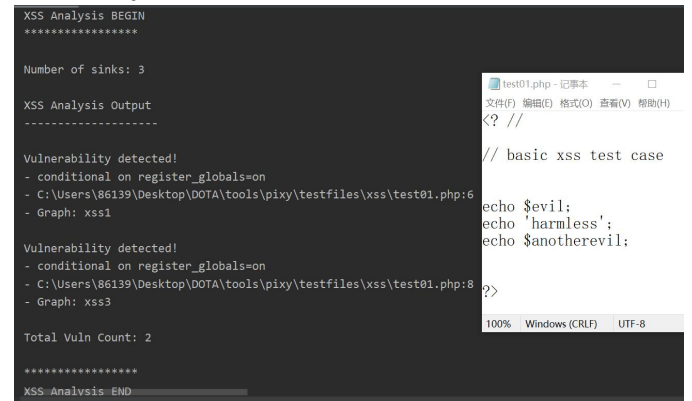 XSS Analysis BEGIN
*****************
Number of sinks: 3
XSS Analysis Output
--------------------
Vulnerability detected!
- conditional on register_globals=on
- C:\Users\86139\Desktop\DOTA\tools\pixy\testfiles\xss\test01.php:6
- Graph: xss1
Vulnerability detected!
- conditional on register_globals=on
- C:\Users\86139\Desktop\DOTA\tools\pixy\testfiles\xss\test01.php:8
- Graph: xss3
Total Vuln Count: 2
*****************
XSS Analysis END
test01.php - 记事本
文件(F) 编辑(E) 格式(O) 查看(V) 帮助(H)
<? //
// basic xss test case
echo $evil;
echo 'harmless';
echo $anotherevil;
?>
100% Windows (CRLF) UTF-8